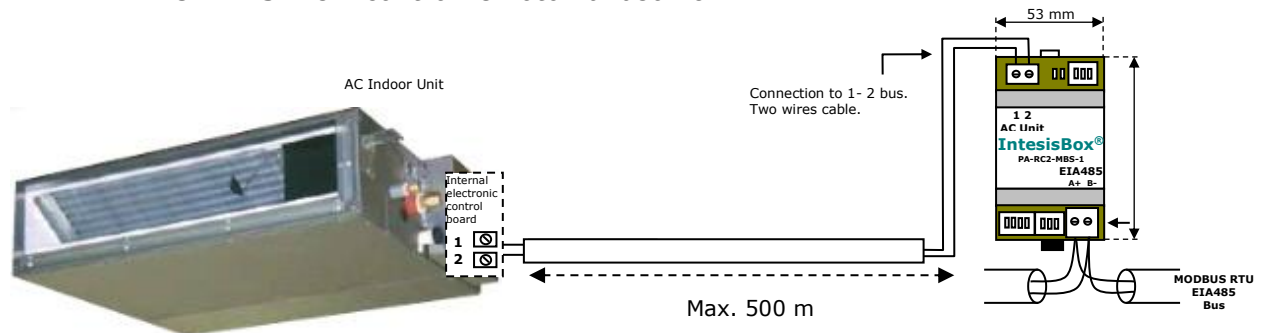 53 mm
AC Indoor Unit
Connection to 1- 2 bus.
Two wires cable.
Internal
electronic
control
board
1
2
1 2
AC Unit
IntesisBox®
PA-RC2-MBS-1
EIA485
A+ B-
Max. 500 m
MODBUS RTU
EIA485
Bus